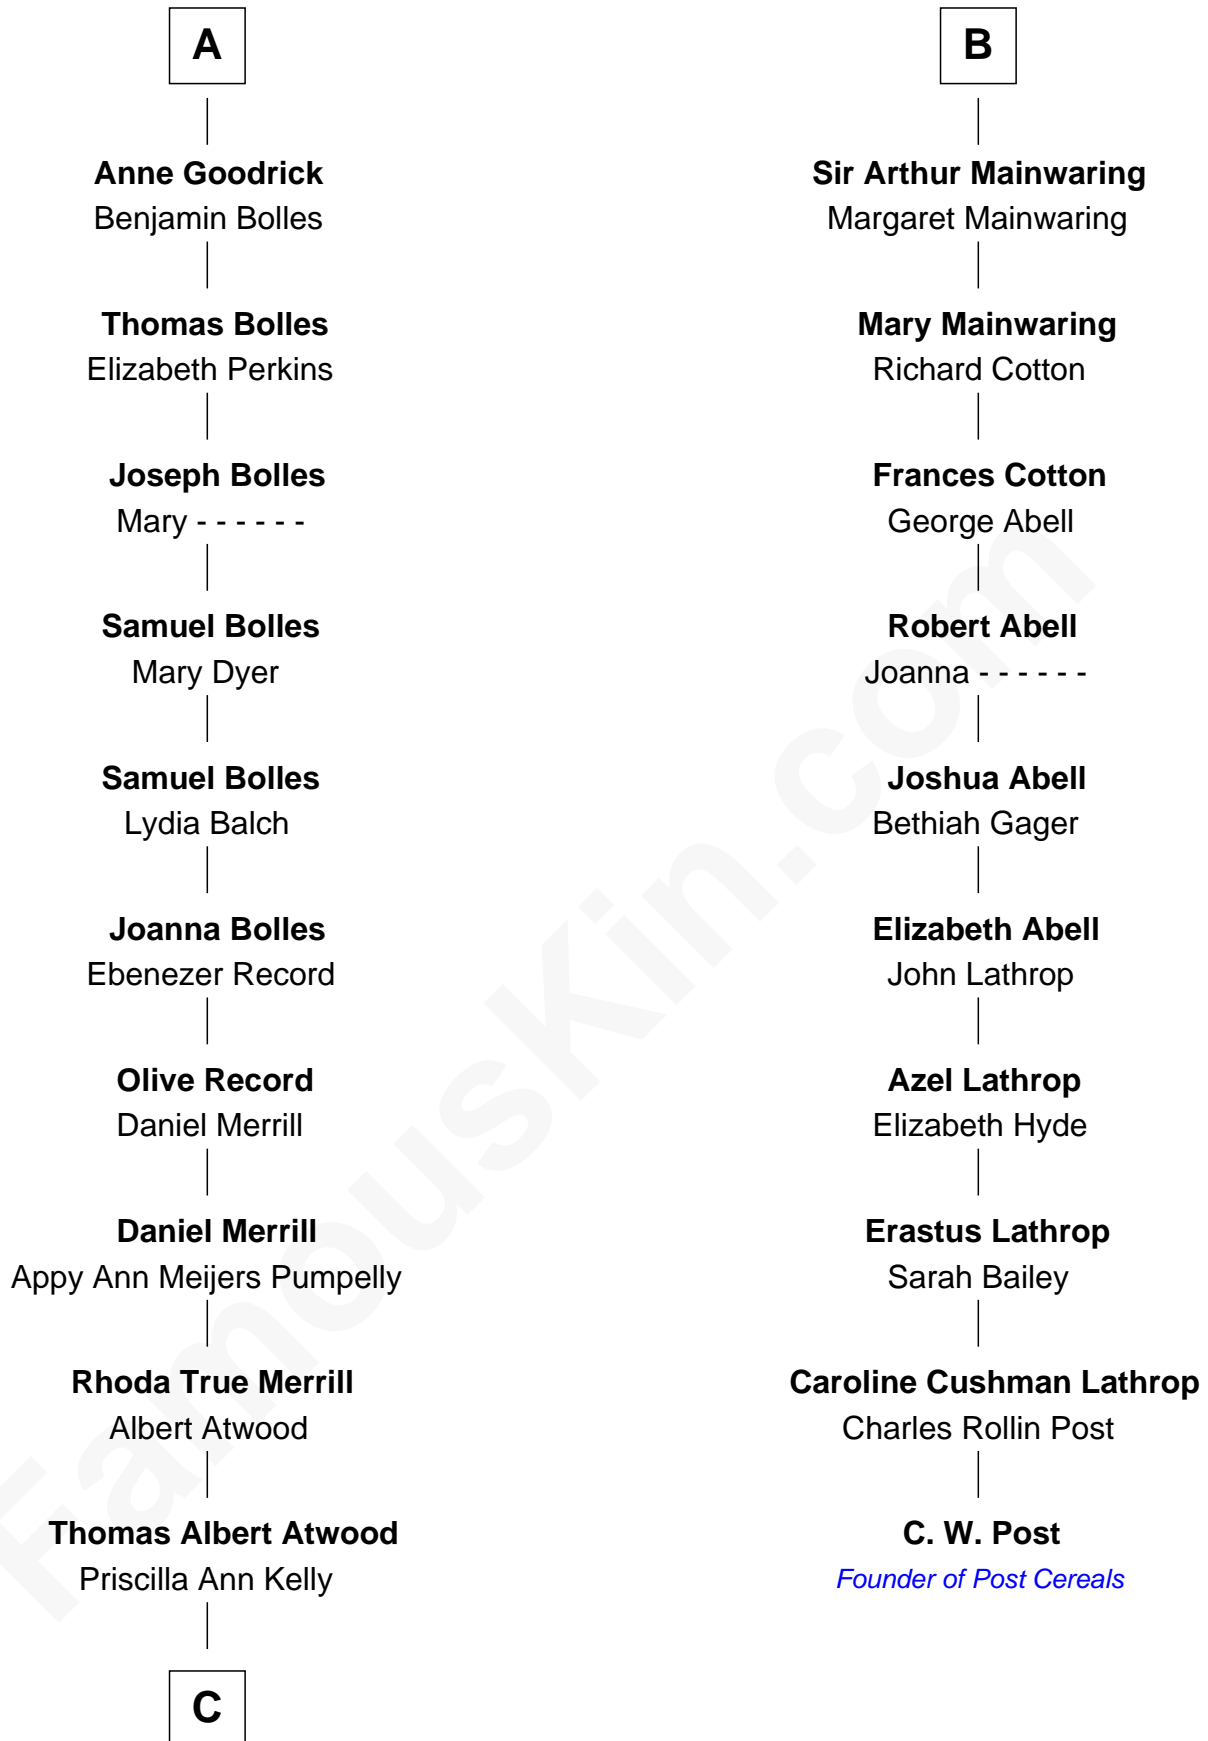 A
Anne Goodrick
Benjamin Bolles
Thomas Bolles
Elizabeth Perkins
Joseph Bolles
Mary - - - - - -
Samuel Bolles
Mary Dyer
Samuel Bolles
Lydia Balch
Joanna Bolles
Ebenezer Record
Olive Record
Daniel Merrill
Daniel Merrill
Appy Ann Meijers Pumpelly
Rhoda True Merrill
Albert Atwood
Thomas Albert Atwood
Priscilla Ann Kelly
C
B
Sir Arthur Mainwaring
Margaret Mainwaring
Mary Mainwaring
Richard Cotton
Frances Cotton
George Abell
Robert Abell
Joanna - - - - - -
Joshua Abell
Bethiah Gager
Elizabeth Abell
John Lathrop
Azel Lathrop
Elizabeth Hyde
Erastus Lathrop
Sarah Bailey
Caroline Cushman Lathrop
Charles Rollin Post
C. W. Post
Founder of Post Cereals
FamousKin.com